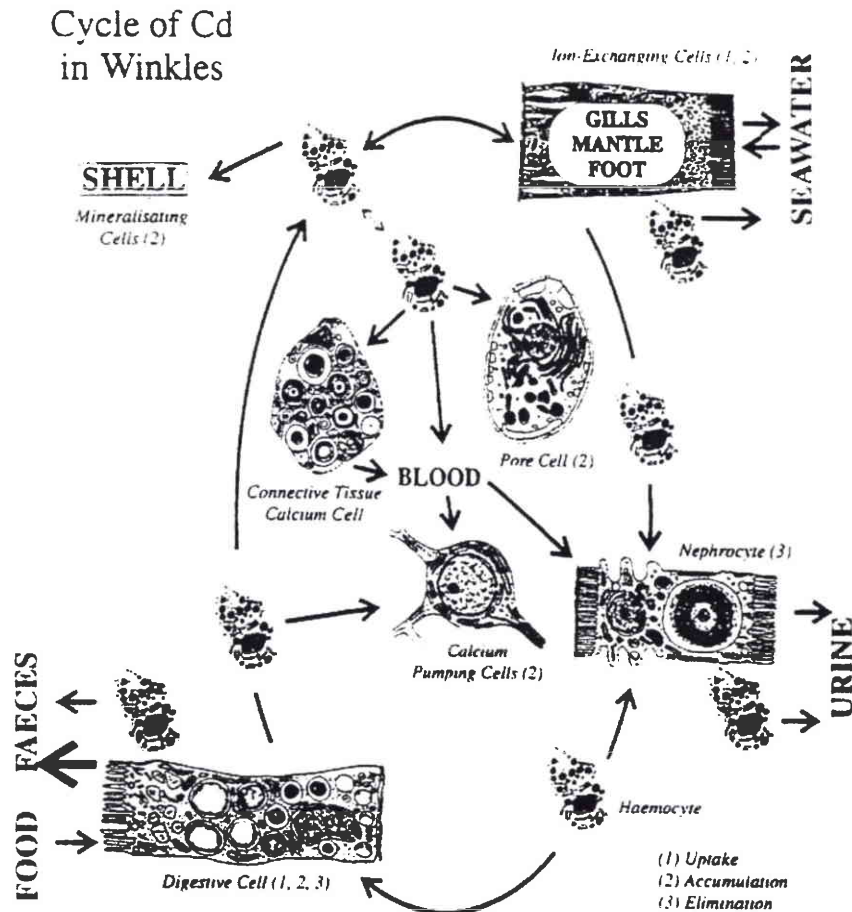 Cycle of Cd
in Winkles
Ion-Exchanging Cells (1, 2)
GILLS
MANTLE
FOOT
SEAWATER
SHELL
Mineralisating
Cells (2)
Pore Cell (2)
BLOOD
Connective Tissue
Calcium Cell
Nephrocyte (3)
Calcium
Pumping Cells (2)
URINE
FAECES
FOOD
Haemocyte
Digestive Cell (1, 2, 3)
(1) Uptake
(2) Accumulation
(3) Elimination